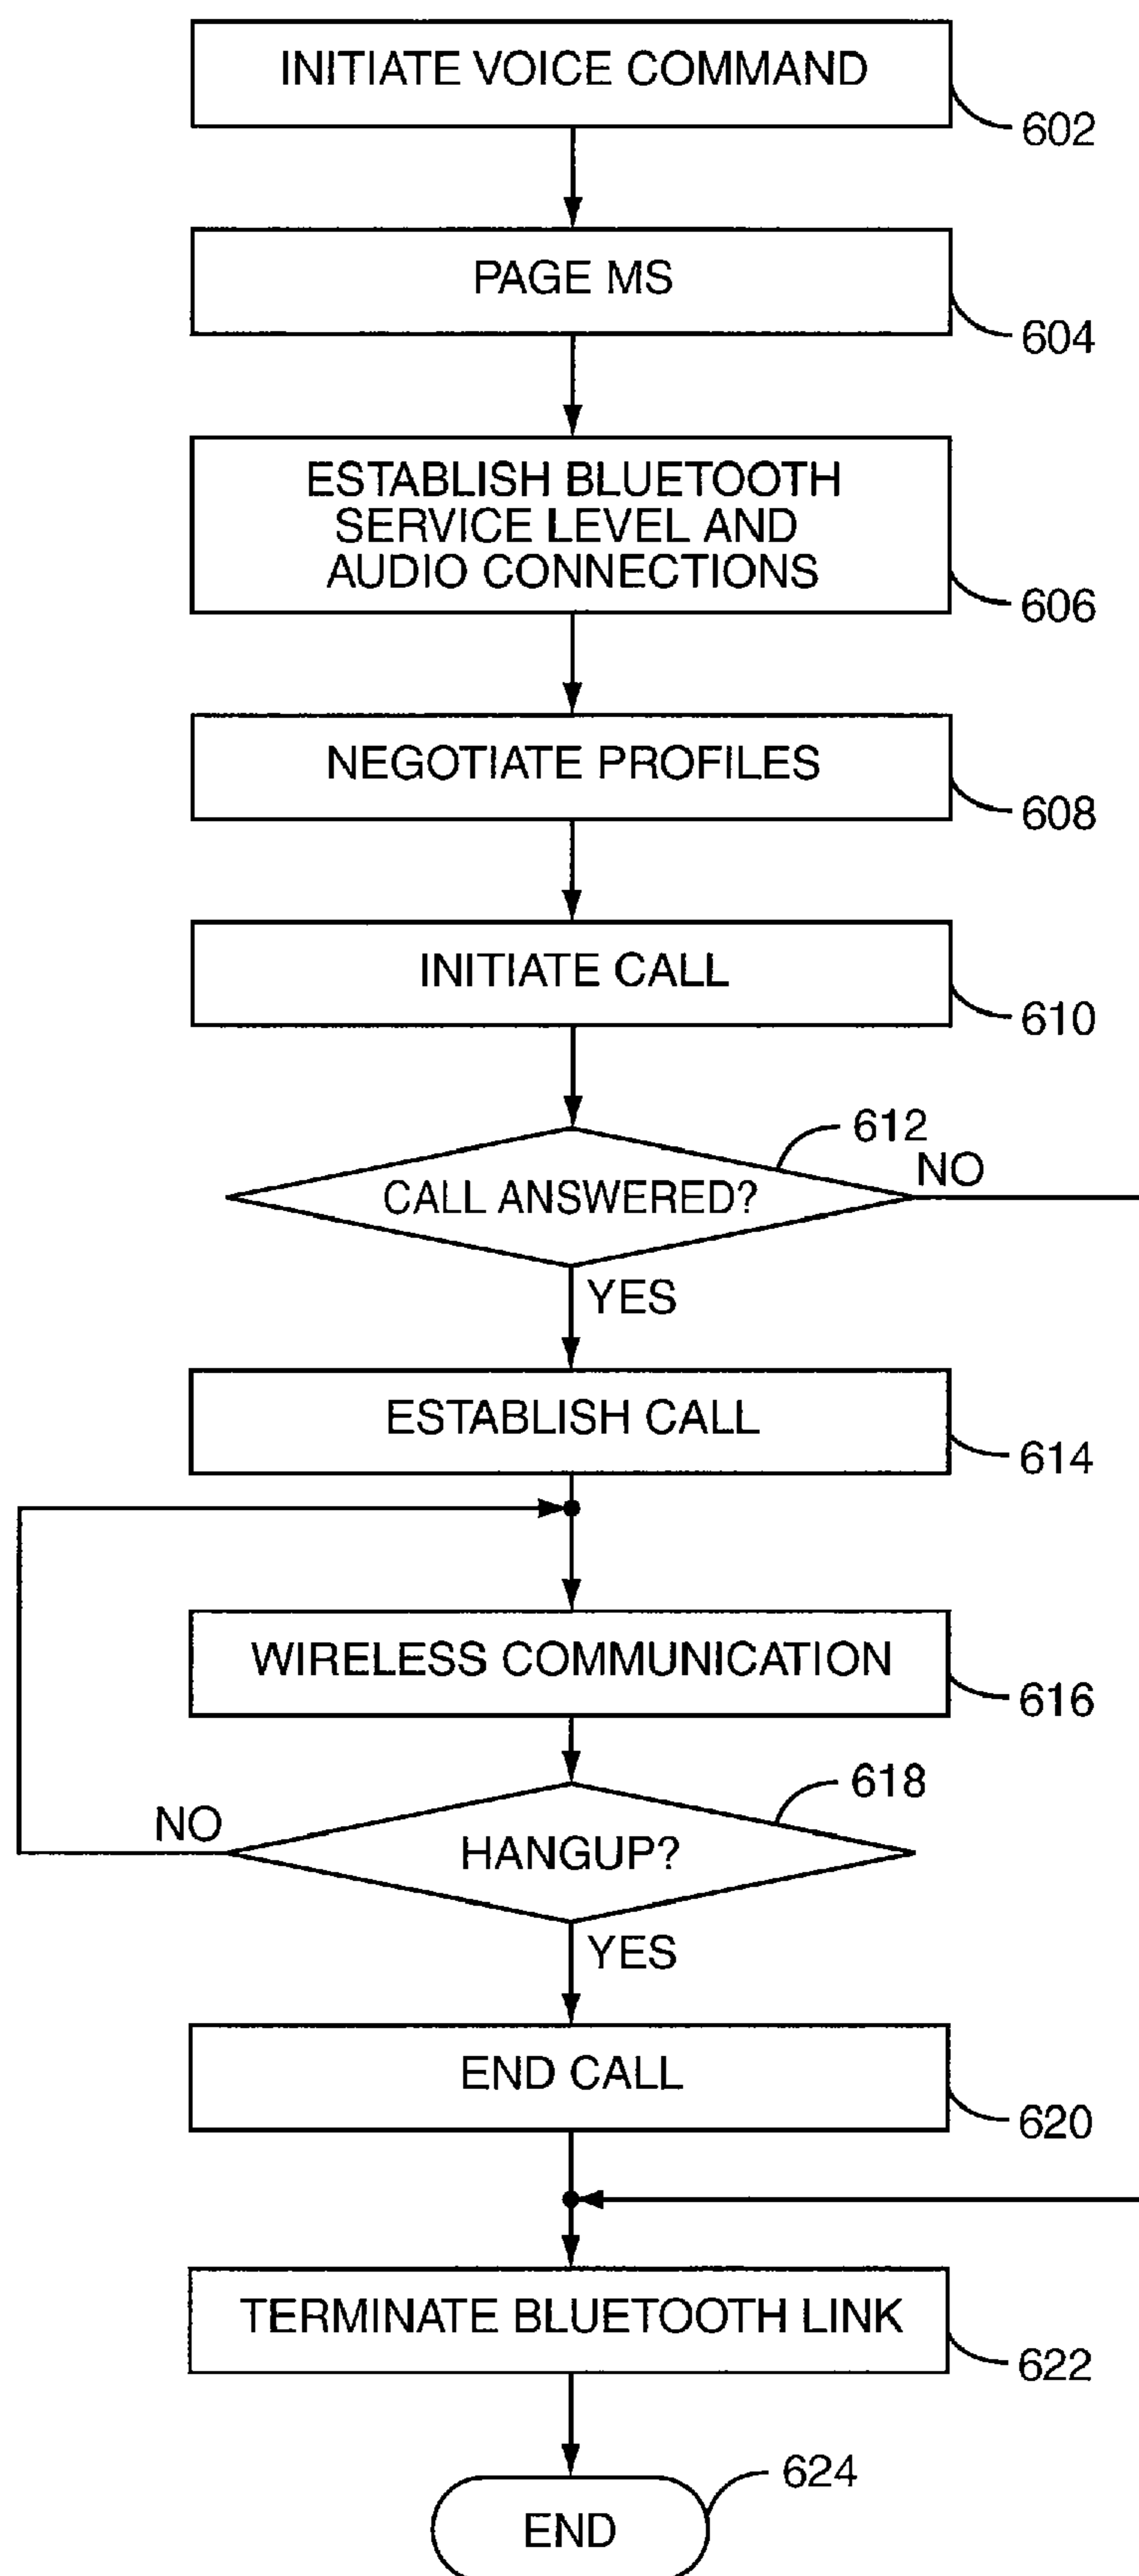 INITIATE VOICE COMMAND
602
PAGE MS
604
ESTABLISH BLUETOOTH
SERVICE LEVEL AND
AUDIO CONNECTIONS
606
NEGOTIATE PROFILES
608
INITIATE CALL
610
612
CALL ANSWERED?
NO
YES
ESTABLISH CALL
614
WIRELESS COMMUNICATION
616
618
HANGUP?
NO
YES
END CALL
620
TERMINATE BLUETOOTH LINK
622
624
END